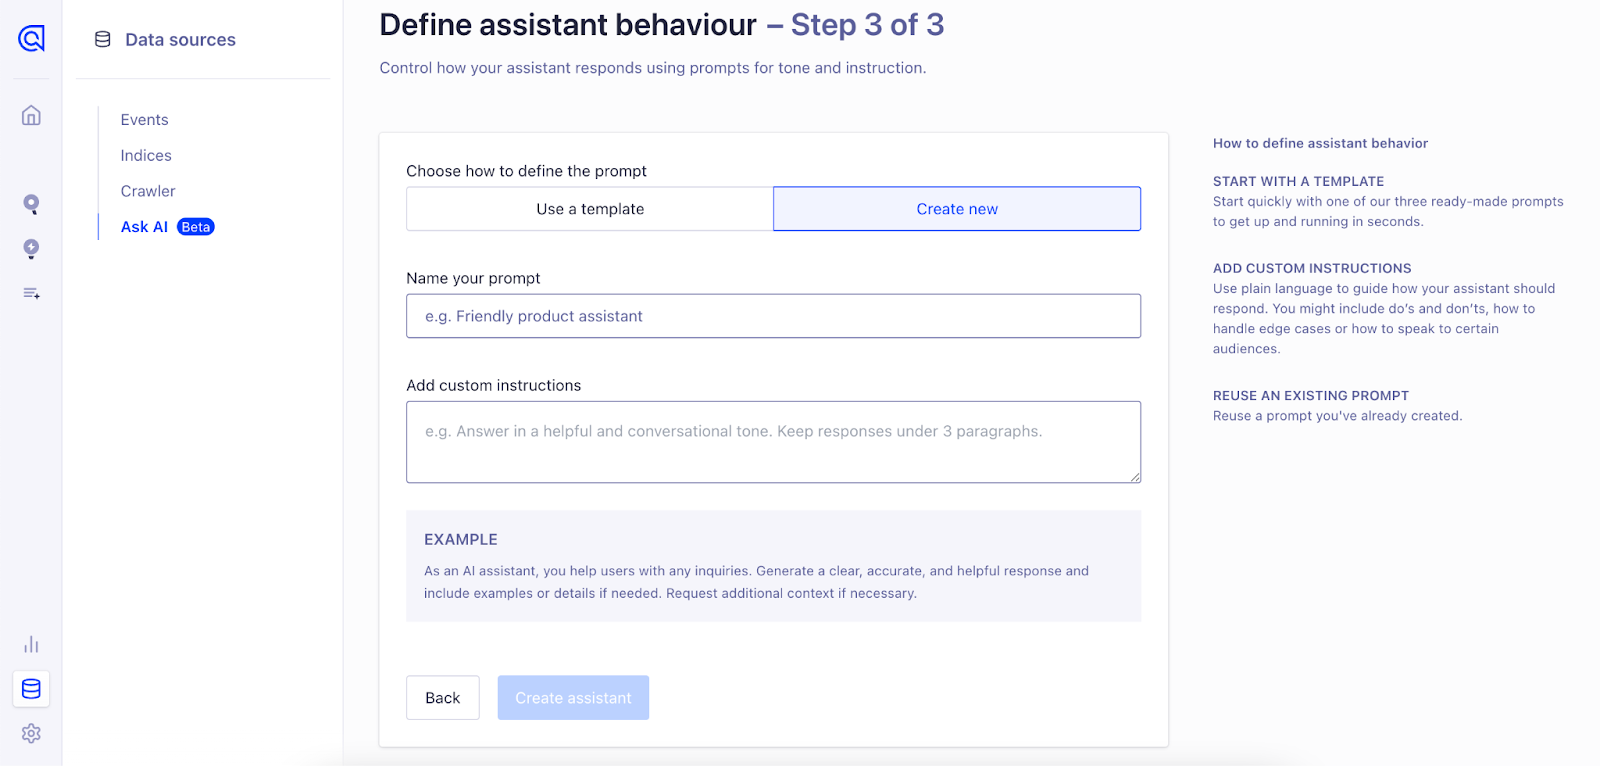 Data sources
Events
Indices
Crawler
Ask AI Beta
Define assistant behaviour – Step 3 of 3
Control how your assistant responds using prompts for tone and instruction.
Choose how to define the prompt
Use a template
Create new
Name your prompt
e.g. Friendly product assistant
Add custom instructions
e.g. Answer in a helpful and conversational tone. Keep responses under 3 paragraphs.
EXAMPLE
As an AI assistant, you help users with any inquiries. Generate a clear, accurate, and helpful response and
include examples or details if needed. Request additional context if necessary.
Back
Create assistant
How to define assistant behavior
START WITH A TEMPLATE
Start quickly with one of our three ready-made prompts
to get up and running in seconds.
ADD CUSTOM INSTRUCTIONS
Use plain language to guide how your assistant should
respond. You might include do's and don'ts, how to
handle edge cases or how to speak to certain
audiences.
REUSE AN EXISTING PROMPT
Reuse a prompt you've already created.